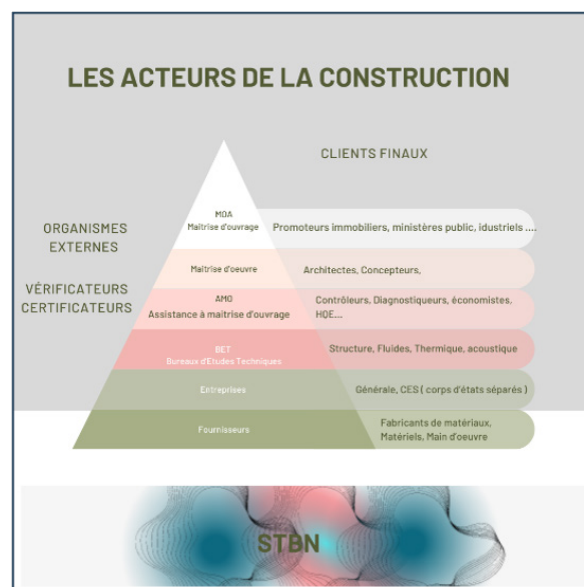 LES ACTEURS DE LA CONSTRUCTION
CLIENTS FINAUX
ORGANISMES
EXTERNES
VÉRIFICATEURS
CERTIFICATEURS
MOA
Maitrise d'ouvrage
Promoteurs immobiliers, ministères public, idustriels ....
Maitrise d'oeuvre
Architectes, Concepteurs,
AMO
Assistance à maitrise d'ouvrage
Contrôleurs, Diagnostiqueurs, économistes,
HQE...
BET
Bureaux d'Etudes Techniques
Structure, Fluides, Thermique, acoustique
Entreprises
Générale, CES ( corps d'états séparés )
Fournisseurs
Fabricants de matériaux,
Matériels, Main d'oeuvre
STBN